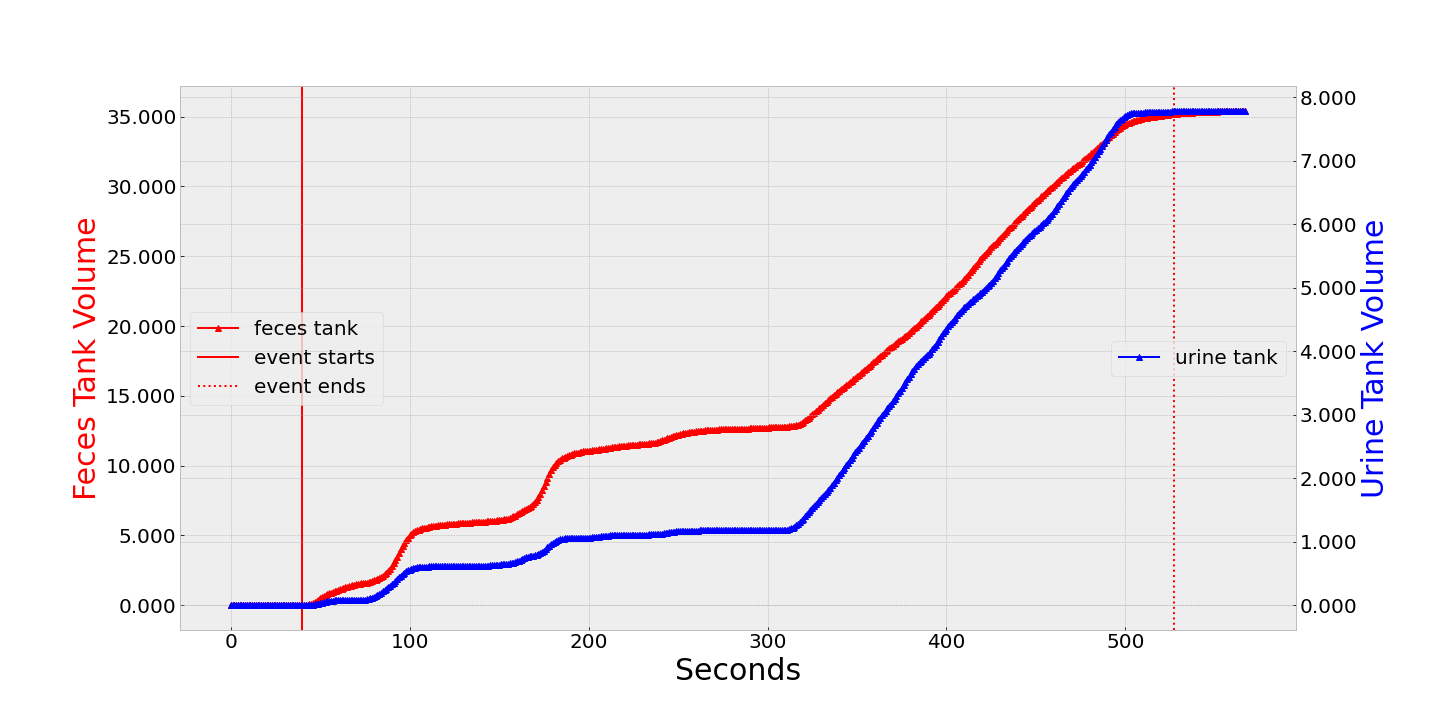 35.000
30.000
25.000
20.000
15.000
10.000
5.000
0.000
Feces Tank Volume
feces tank
event starts
event ends
8.000
7.000
6.000
5.000
4.000
3.000
2.000
1.000
0.000
Urine Tank Volume
urine tank
0 100 200 300 400 500
Seconds